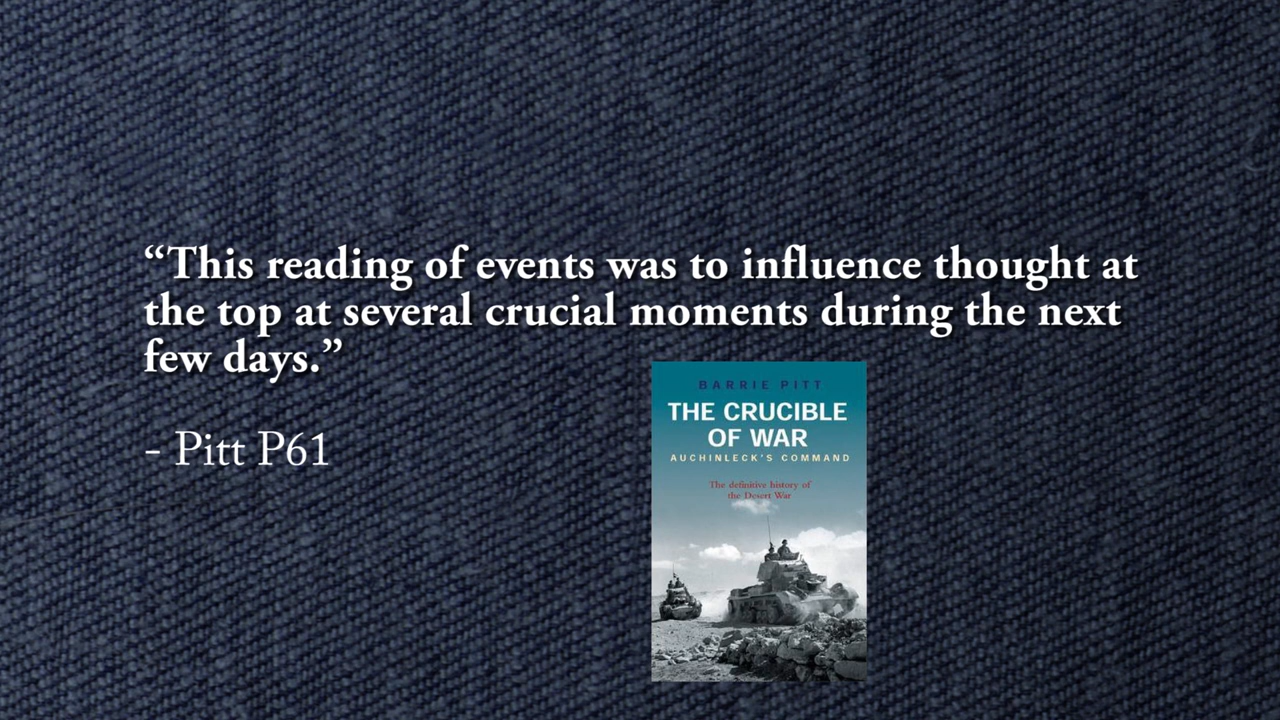 “This reading of events was to influence thought at
the top at several crucial moments during the next
few days.”
- Pitt P61
BARRIE PITT
THE CRUCIBLE
OF WAR
AUCHINLECK'S COMMAND
The definitive history of
the Desert War